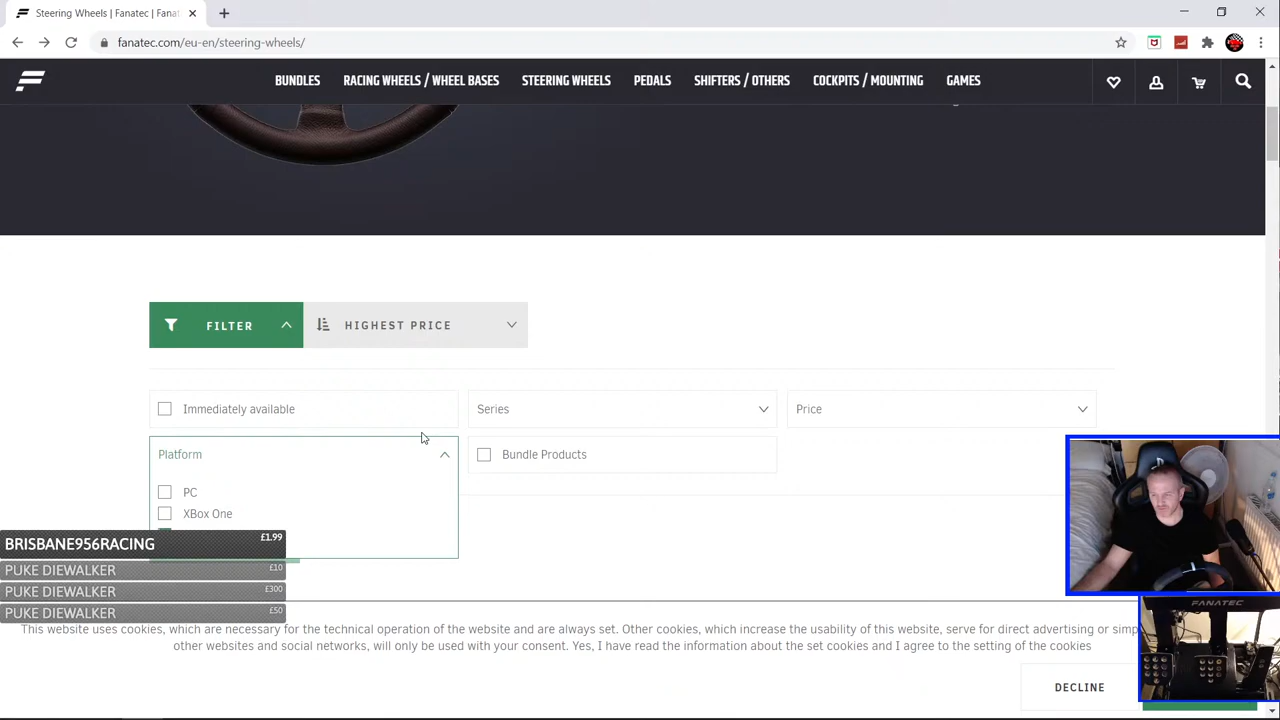 Steering Wheels | Fanatec | Fana
fanatec.com/eu-en/steering-wheels/
BUNDLES RACING WHEELS / WHEEL BASES STEERING WHEELS PEDALS SHIFTERS / OTHERS COCKPITS / MOUNTING GAMES
FILTER HIGHEST PRICE
Immediately available Series Price
Platform Bundle Products
PC
XBox One
BRISBANE956RACING £1.99
PUKE DIEWALKER £10
PUKE DIEWALKER £300
PUKE DIEWALKER £50
FANATEC
This website uses cookies, which are necessary for the technical operation of the website and are always set. Other cookies, which increase the usability of this website, serve for direct advertising or simp
other websites and social networks, will only be used with your consent. Yes, I have read the information about the set cookies and I agree to the setting of the cookies
DECLINE